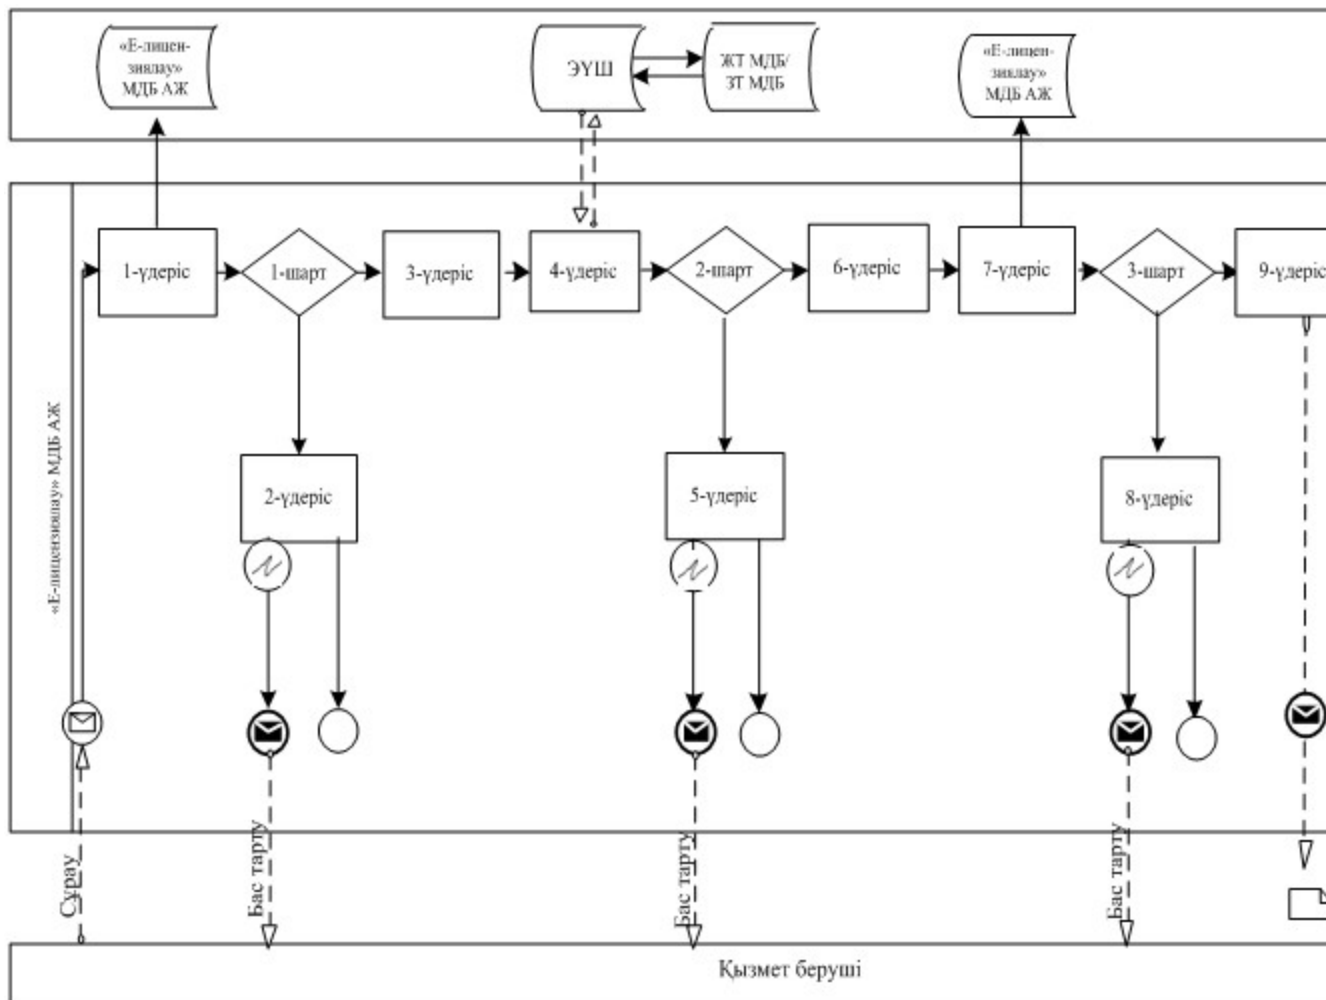 «Е-лицен-
зиялау»
МДБ АЖ
ЭҮШ
ЖТ МДБ/
ЗТ МДБ
«Е-лицен-
зиялау»
МДБ АЖ
«Е-лицензиялау» МДБ АЖ
1-үдеріс
1-шарт
3-үдеріс
4-үдеріс
2-шарт
6-үдеріс
7-үдеріс
3-шарт
9-үдеріс
2-үдеріс
5-үдеріс
8-үдеріс
Сұрау
Бас тарту
Бас тарту
Бас тарту
Қызмет беруші